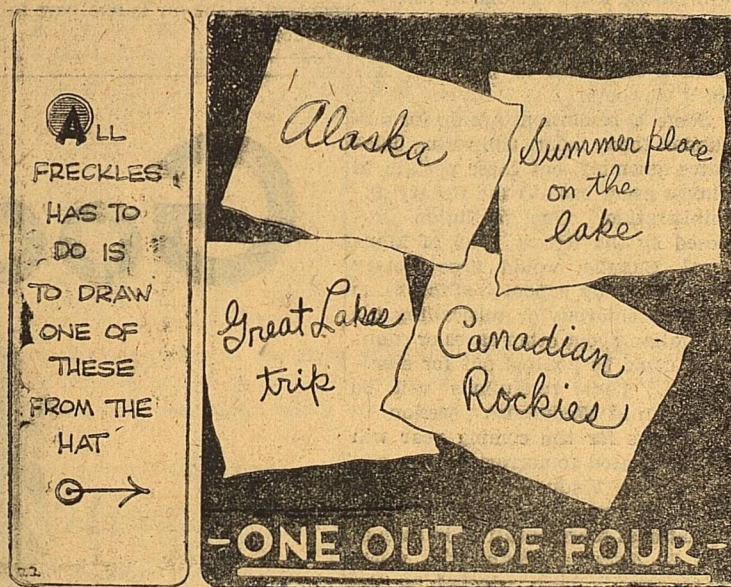 ALL
FRECKLES
HAS TO
DO IS
TO DRAW
ONE OF
THESE
FROM THE
HAT
22
Alaska
Summer place
on the
lake
Great Lakes
trip
Canadian
Rockies
-ONE OUT OF FOUR-